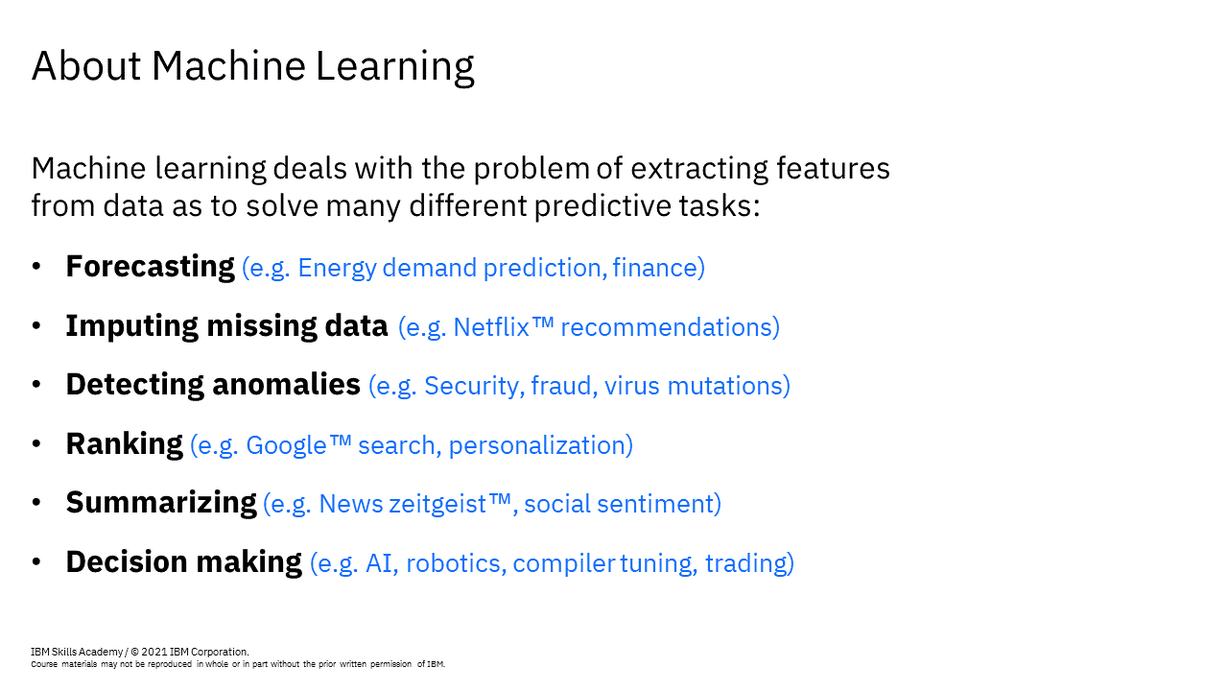 About Machine Learning
Machine learning deals with the problem of extracting features
from data as to solve many different predictive tasks:
• Forecasting (e.g. Energy demand prediction, finance)
• Imputing missing data (e.g. Netflix™ recommendations)
• Detecting anomalies (e.g. Security, fraud, virus mutations)
• Ranking (e.g. Google™ search, personalization)
• Summarizing (e.g. News zeitgeist™, social sentiment)
• Decision making (e.g. AI, robotics, compiler tuning, trading)
IBM Skills Academy / © 2021 IBM Corporation.
Course materials may not be reproduced in whole or in part without the prior written permission of IBM.